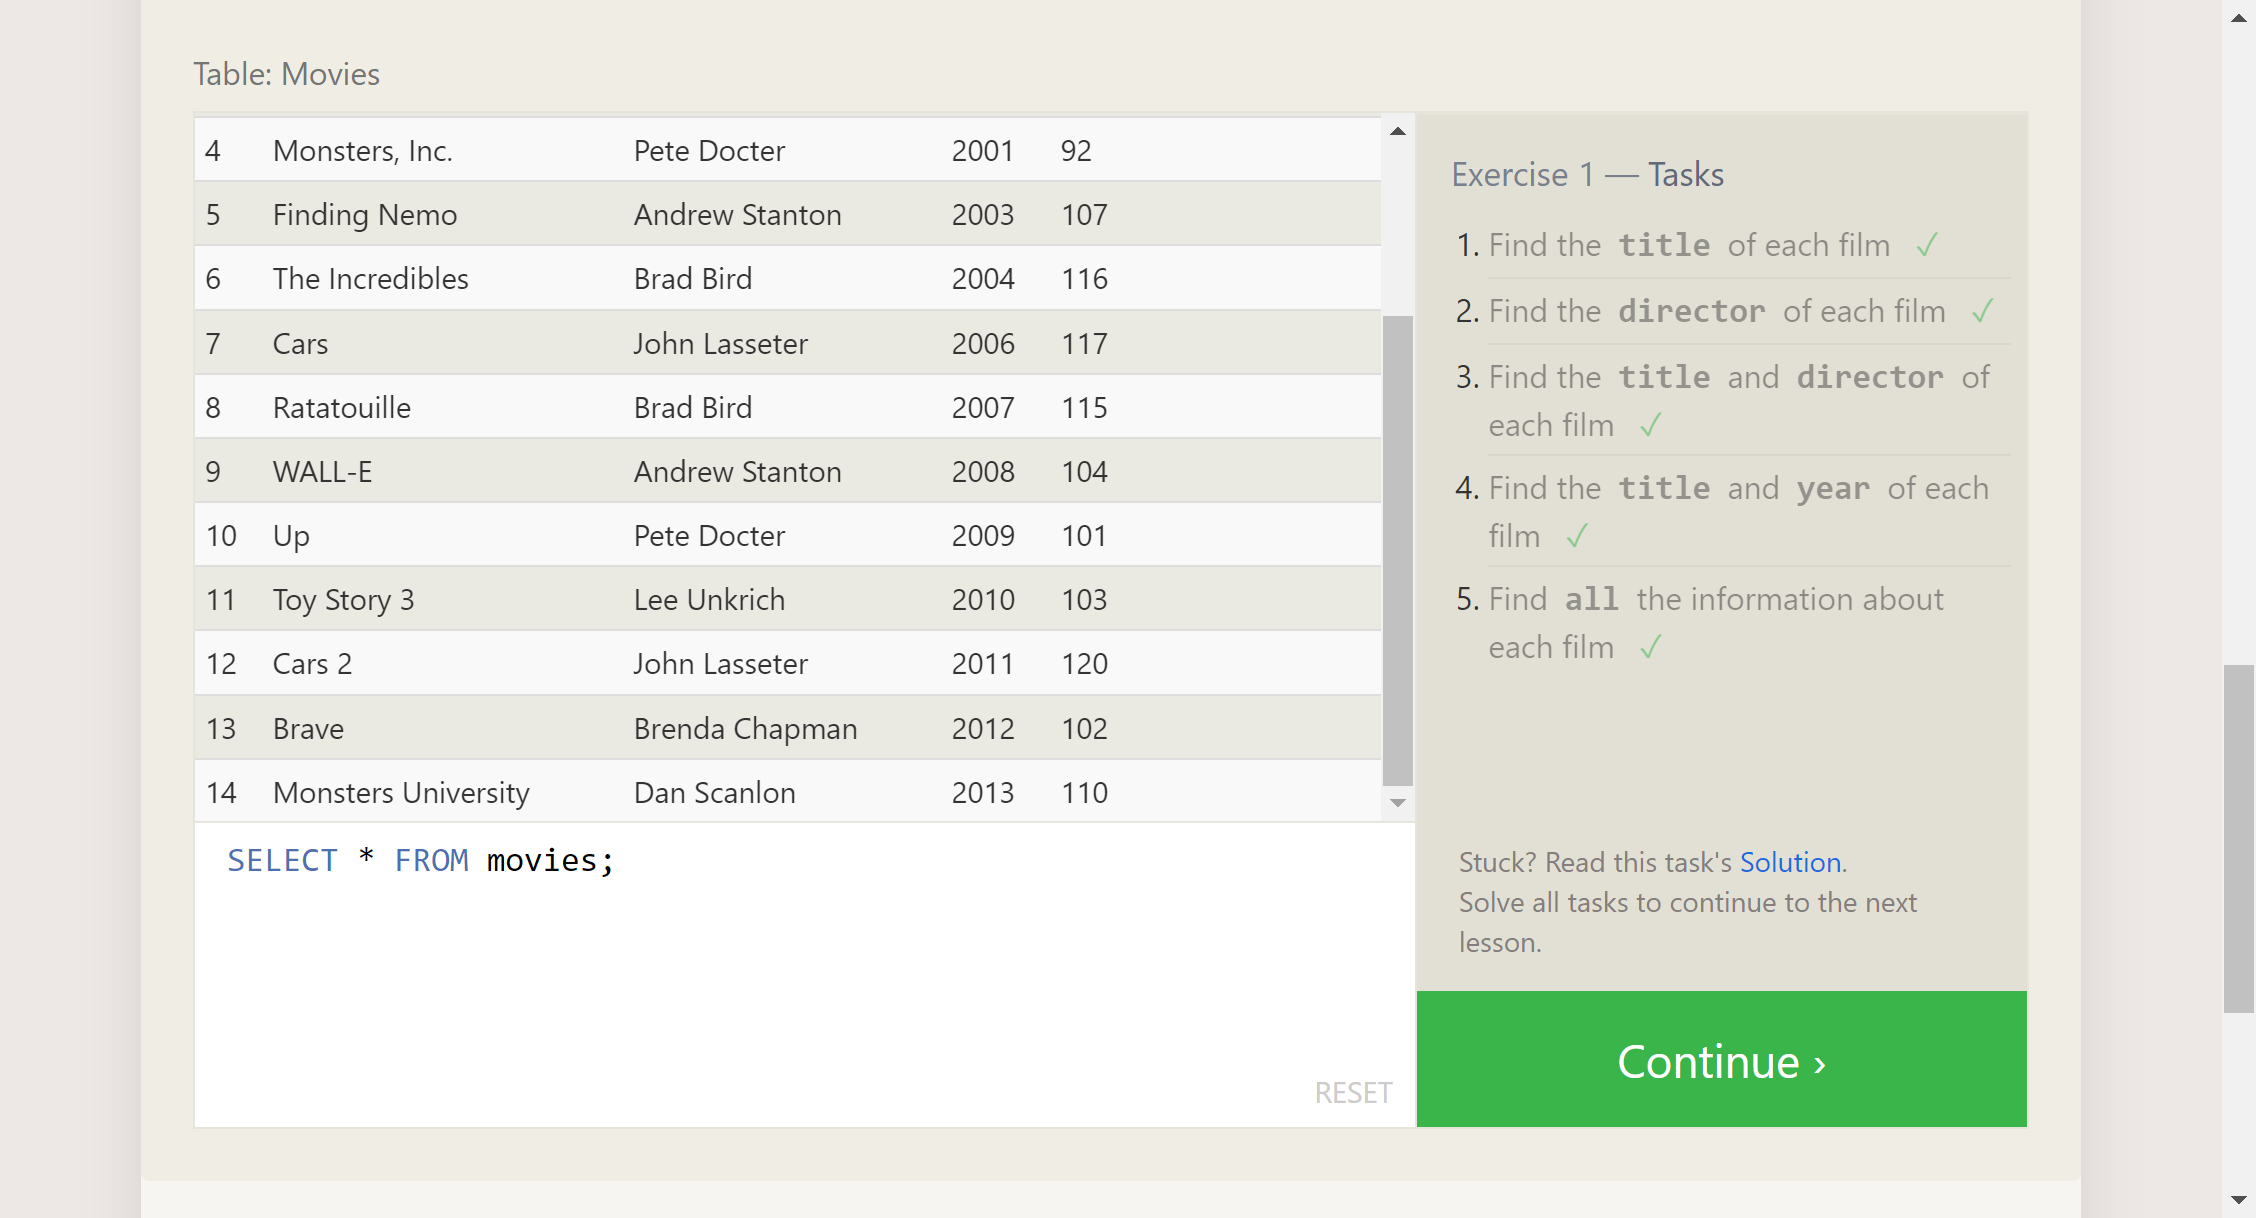 Table: Movies
4 Monsters, Inc. Pete Docter 2001 92
5 Finding Nemo Andrew Stanton 2003 107
6 The Incredibles Brad Bird 2004 116
7 Cars John Lasseter 2006 117
8 Ratatouille Brad Bird 2007 115
9 WALL-E Andrew Stanton 2008 104
10 Up Pete Docter 2009 101
11 Toy Story 3 Lee Unkrich 2010 103
12 Cars 2 John Lasseter 2011 120
13 Brave Brenda Chapman 2012 102
14 Monsters University Dan Scanlon 2013 110
SELECT * FROM movies;
RESET
Exercise 1 — Tasks
1. Find the title of each film ✓
2. Find the director of each film ✓
3. Find the title and director of
each film ✓
4. Find the title and year of each
film ✓
5. Find all the information about
each film ✓
Stuck? Read this task's Solution.
Solve all tasks to continue to the next
lesson.
Continue ›